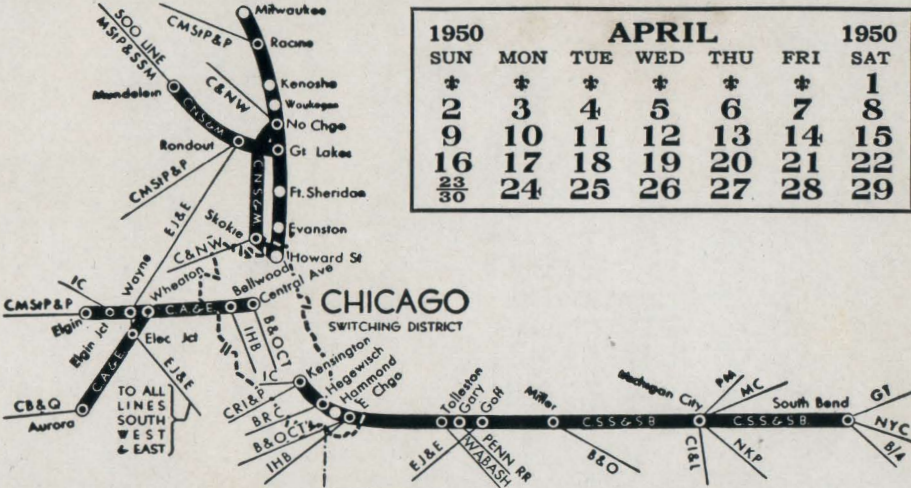 Milwaukee
CMStP&P
Racine
SOO LINE
MStP&SSM
C&NW
Kenosha
Waukegan
Mundelein
CNS&M
No Chgo
Rondout
Gt Lakes
CMStP&P
CNS&M
Ft. Sheridan
EJ&E
Skokie
Evanston
C&NW
Howard St
IC
Wayne
Wheaton
Bellwood
Central Ave
CMStP&P
C.A.&E.
Elgin
Elgin Jct
Elec Jct
IHB
B&OCT
C.A.&E.
EJ&E
CB&Q
Aurora
TO ALL
LINES
SOUTH
WEST
& EAST
CHICAGO
SWITCHING DISTRICT
IC
Kensington
CRI&P
Hegewisch
BRC
Hammond
E Chgo
B&OCT
IHB
Tolleston
Gary
Goff
EJ&E
PENN RR
WABASH
Miller
B&O
C.S.S.&S.B.
Michigan City
PM
MC
CI&L
NKP
C.S.S.&S.B.
South Bend
GT
NYC
B/4
1950 APRIL 1950
SUN MON TUE WED THU FRI SAT
1
2 3 4 5 6 7 8
9 10 11 12 13 14 15
16 17 18 19 20 21 22
23/30 24 25 26 27 28 29